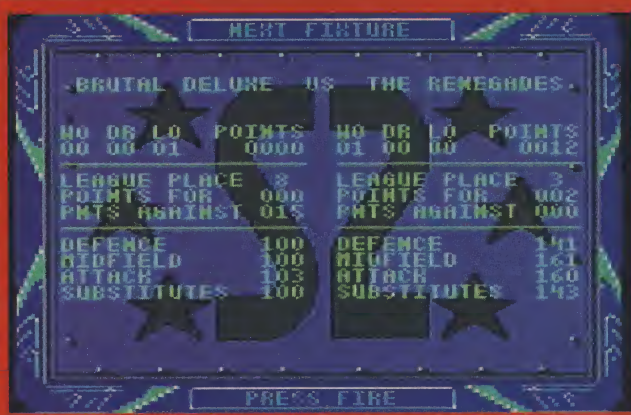 NEXT FIXTURE
BRUTAL DELUXE VS THE RENEGADES.
WO DR LO POINTS WO DR LO POINTS
00 00 01 0000 01 00 00 0012
LEAGUE PLACE 8 LEAGUE PLACE 3
POINTS FOR 000 POINTS FOR 002
PNTS AGAINST 015 PNTS AGAINST 000
DEFENCE 100 DEFENCE 141
MIDFIELD 100 MIDFIELD 161
ATTACK 103 ATTACK 160
SUBSTITUTES 100 SUBSTITUTES 143
S2
PRESS FIRE